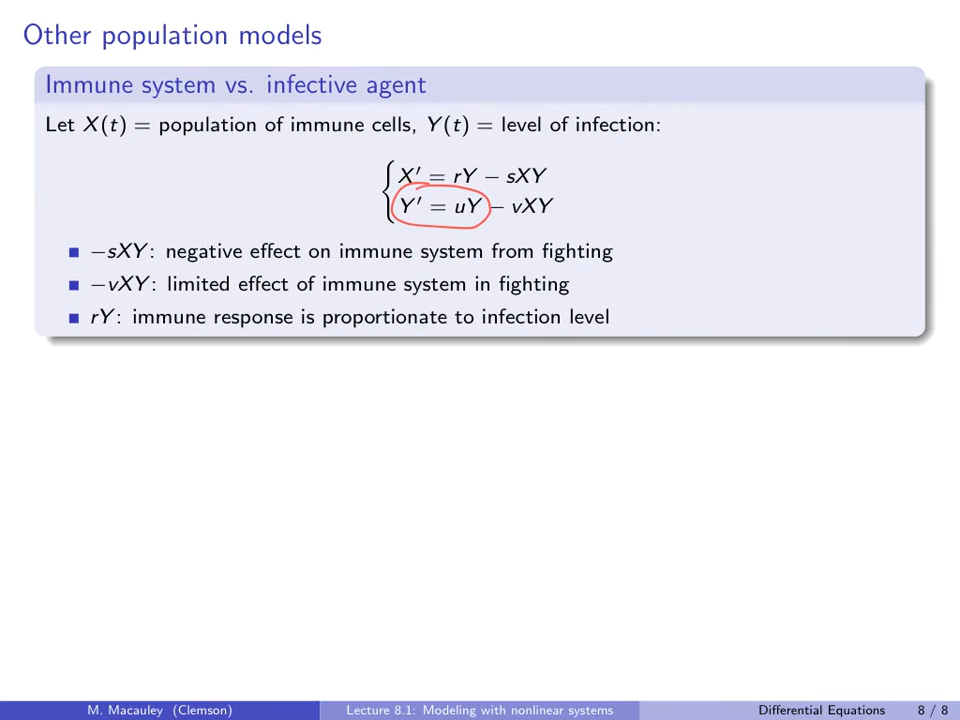 Other population models
Immune system vs. infective agent
Let X(t) = population of immune cells, Y(t) = level of infection:
X′ = rY − sXY
Y′ = uY − vXY
−sXY: negative effect on immune system from fighting
−vXY: limited effect of immune system in fighting
rY: immune response is proportionate to infection level
M. Macauley (Clemson) Lecture 8.1: Modeling with nonlinear systems Differential Equations 8 / 8